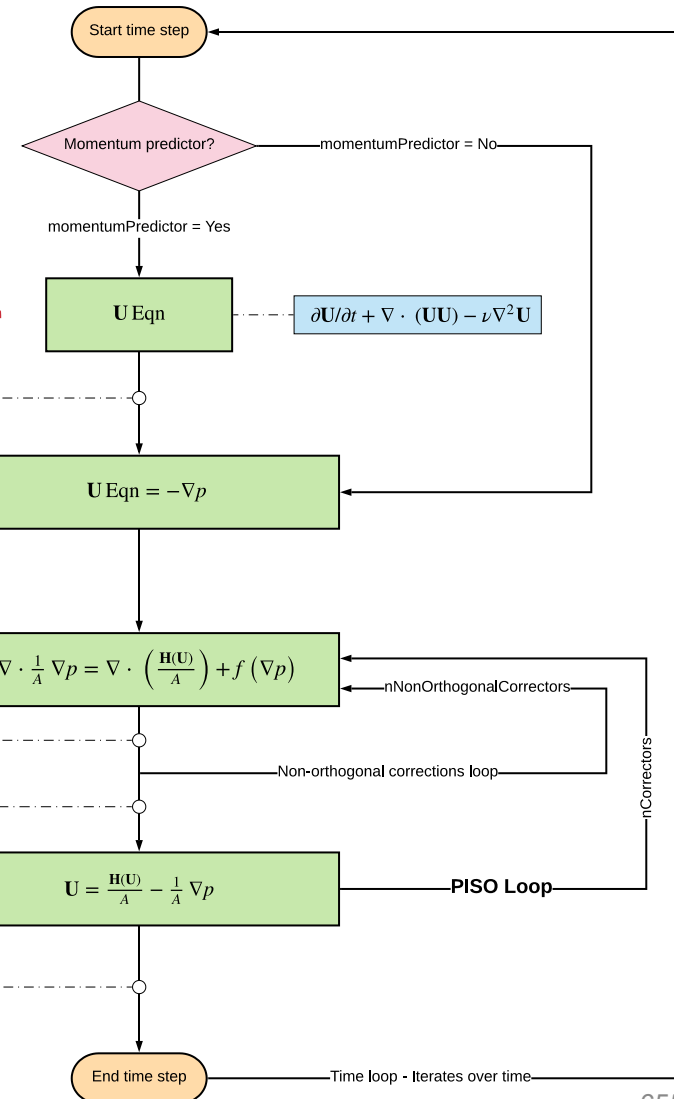 Start time step
Momentum predictor?
momentumPredictor = No
momentumPredictor = Yes
U Eqn
∂U/∂t + ∇ · (UU) − ν∇²U
U Eqn = −∇p
∇ · 1/A ∇p = ∇ · (H(U)/A) + f (∇p)
nNonOrthogonalCorrectors
nCorrectors
Non-orthogonal corrections loop
U = H(U)/A − 1/A ∇p
PISO Loop
End time step
Time loop - Iterates over time